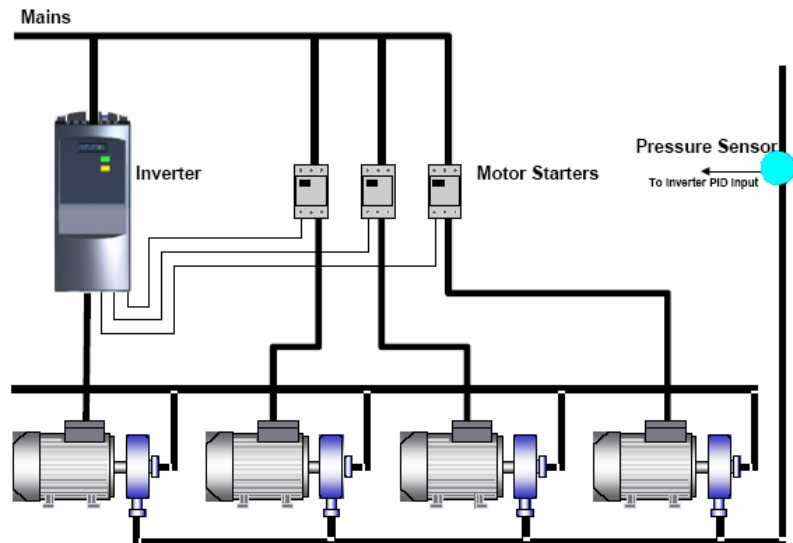 Mains
Inverter
Motor Starters
Pressure Sensor
To Inverter PID Input